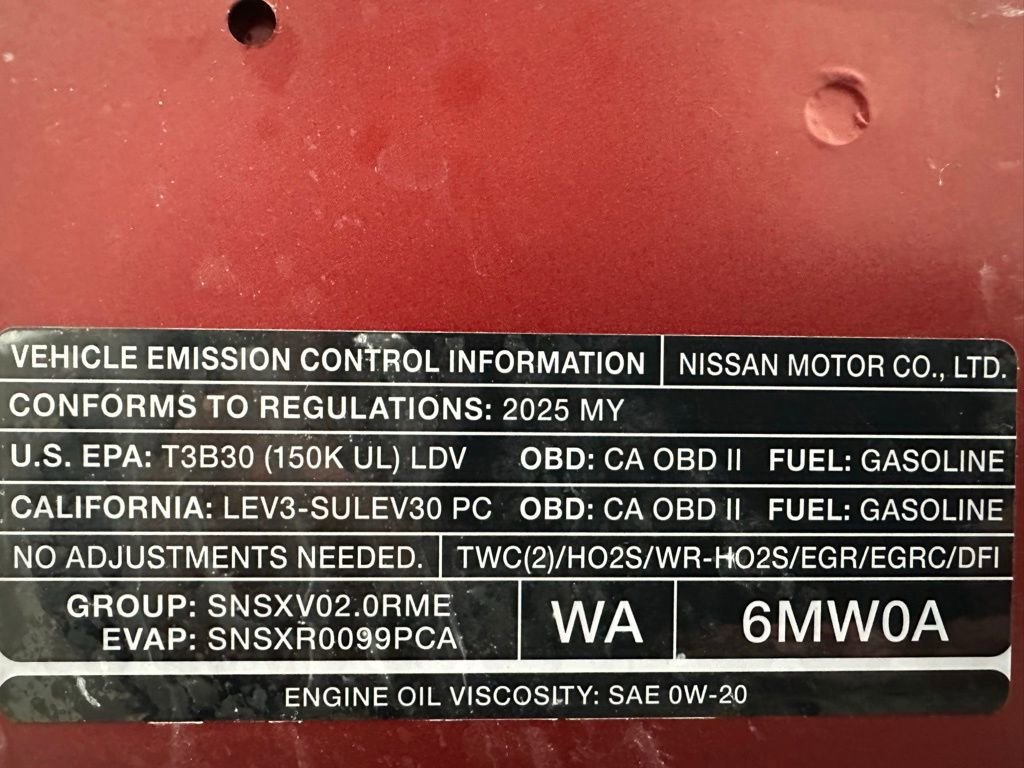 VEHICLE EMISSION CONTROL INFORMATION NISSAN MOTOR CO., LTD.
CONFORMS TO REGULATIONS: 2025 MY
U.S. EPA: T3B30 (150K UL) LDV OBD: CA OBD II FUEL: GASOLINE
CALIFORNIA: LEV3-SULEV30 PC OBD: CA OBD II FUEL: GASOLINE
NO ADJUSTMENTS NEEDED. TWC(2)/HO2S/WR-HO2S/EGR/EGRC/DFI
GROUP: SNSXV02.0RME
EVAP: SNSXR0099PCA
WA 6MW0A
ENGINE OIL VISCOSITY: SAE 0W-20